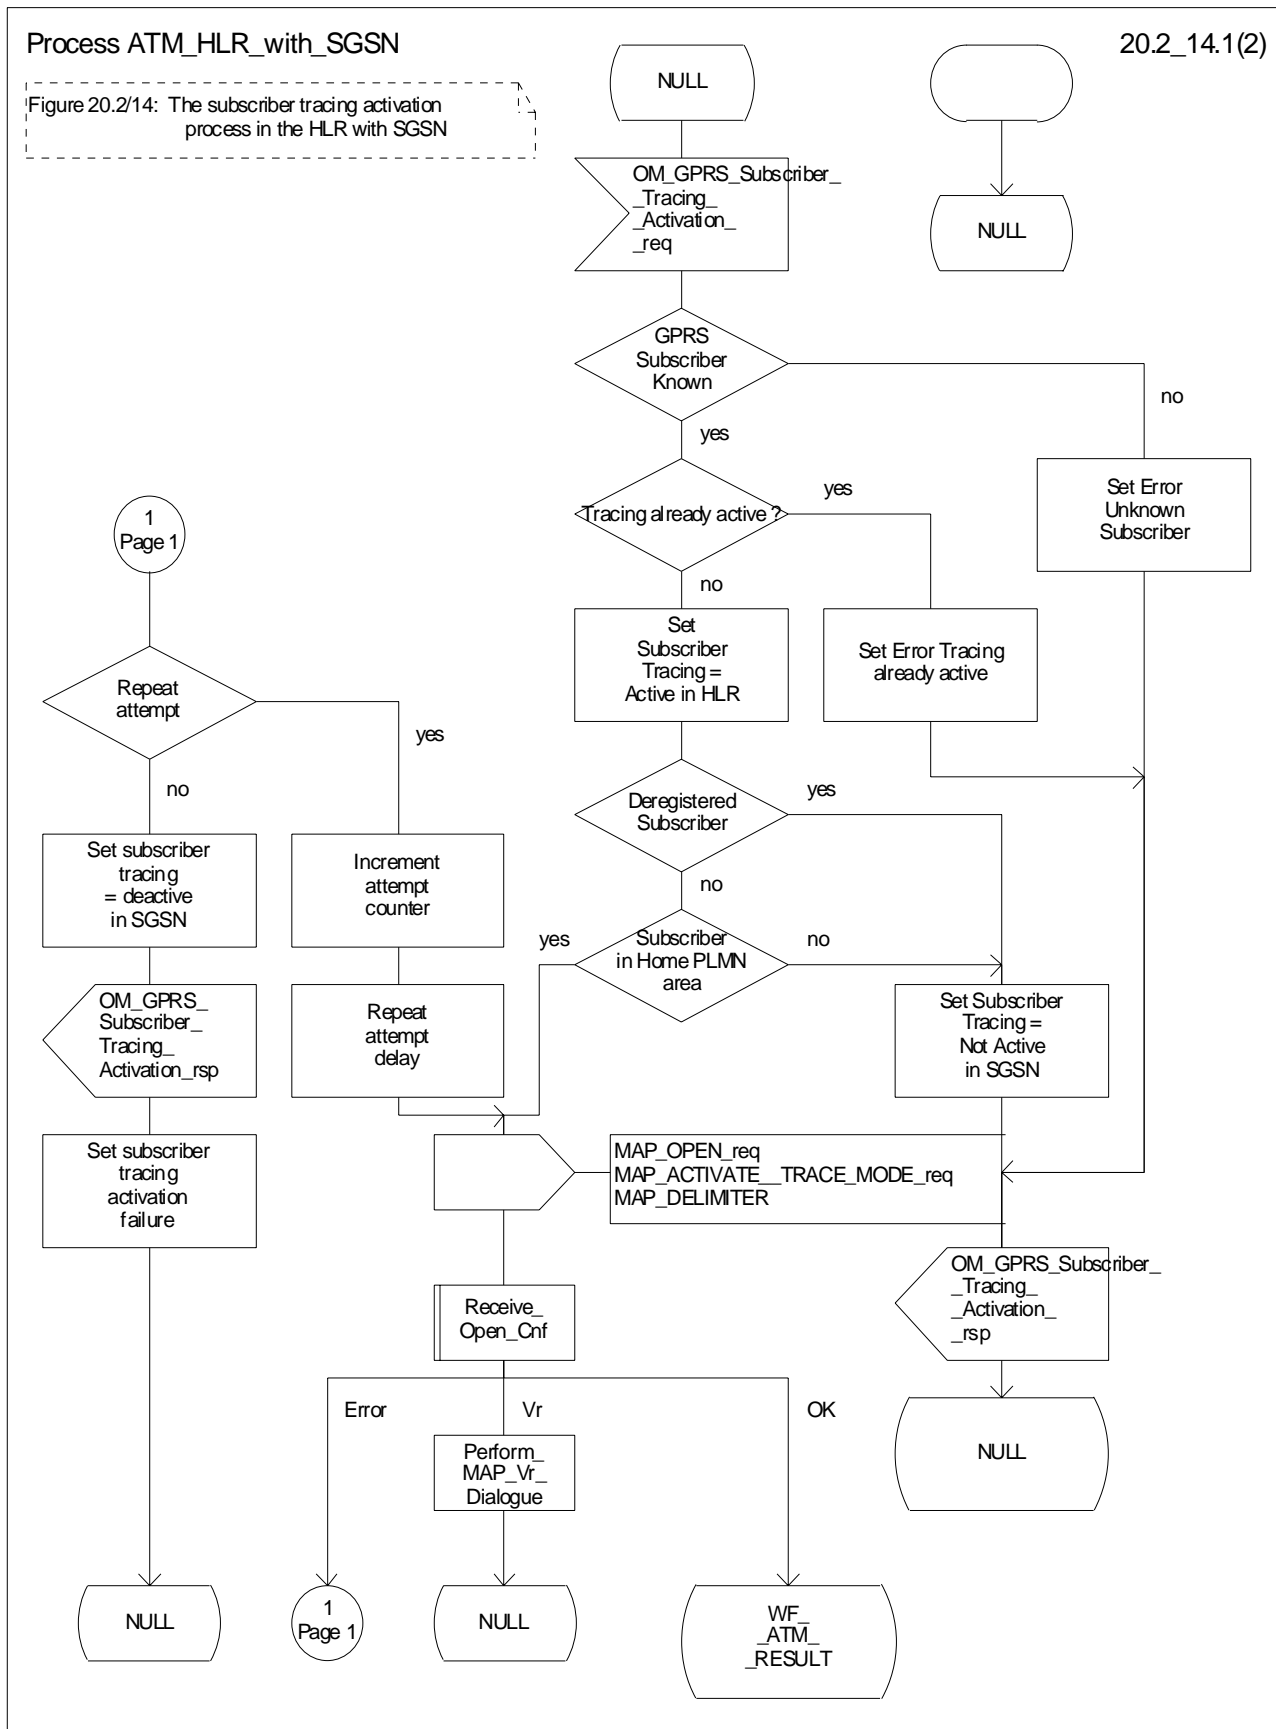 Process ATM_HLR_with_SGSN
20.2_14.1(2)
Figure 20.2/14: The subscriber tracing activation
process in the HLR with SGSN
NULL
OM_GPRS_Subscriber_
_Tracing_
_Activation_
_req
NULL
GPRS
Subscriber
Known
no
yes
Tracing already active ?
yes
Set Error
Unknown
Subscriber
1
Page 1
no
Set
Subscriber
Tracing =
Active in HLR
Set Error Tracing
already active
Repeat
attempt
yes
no
Deregistered
Subscriber
yes
Set subscriber
tracing
= deactive
in SGSN
Increment
attempt
counter
no
yes
Subscriber
in Home PLMN
area
no
OM_GPRS_
Subscriber_
Tracing_
Activation_rsp
Repeat
attempt
delay
Set Subscriber
Tracing =
Not Active
in SGSN
Set subscriber
tracing
activation
failure
MAP_OPEN_req
MAP_ACTIVATE__TRACE_MODE_req
MAP_DELIMITER
OM_GPRS_Subscriber_
_Tracing_
_Activation_
_rsp
Receive_
Open_Cnf
Error
Vr
OK
NULL
Perform_
MAP_Vr_
Dialogue
NULL
1
Page 1
NULL
WF_
_ATM_
_RESULT